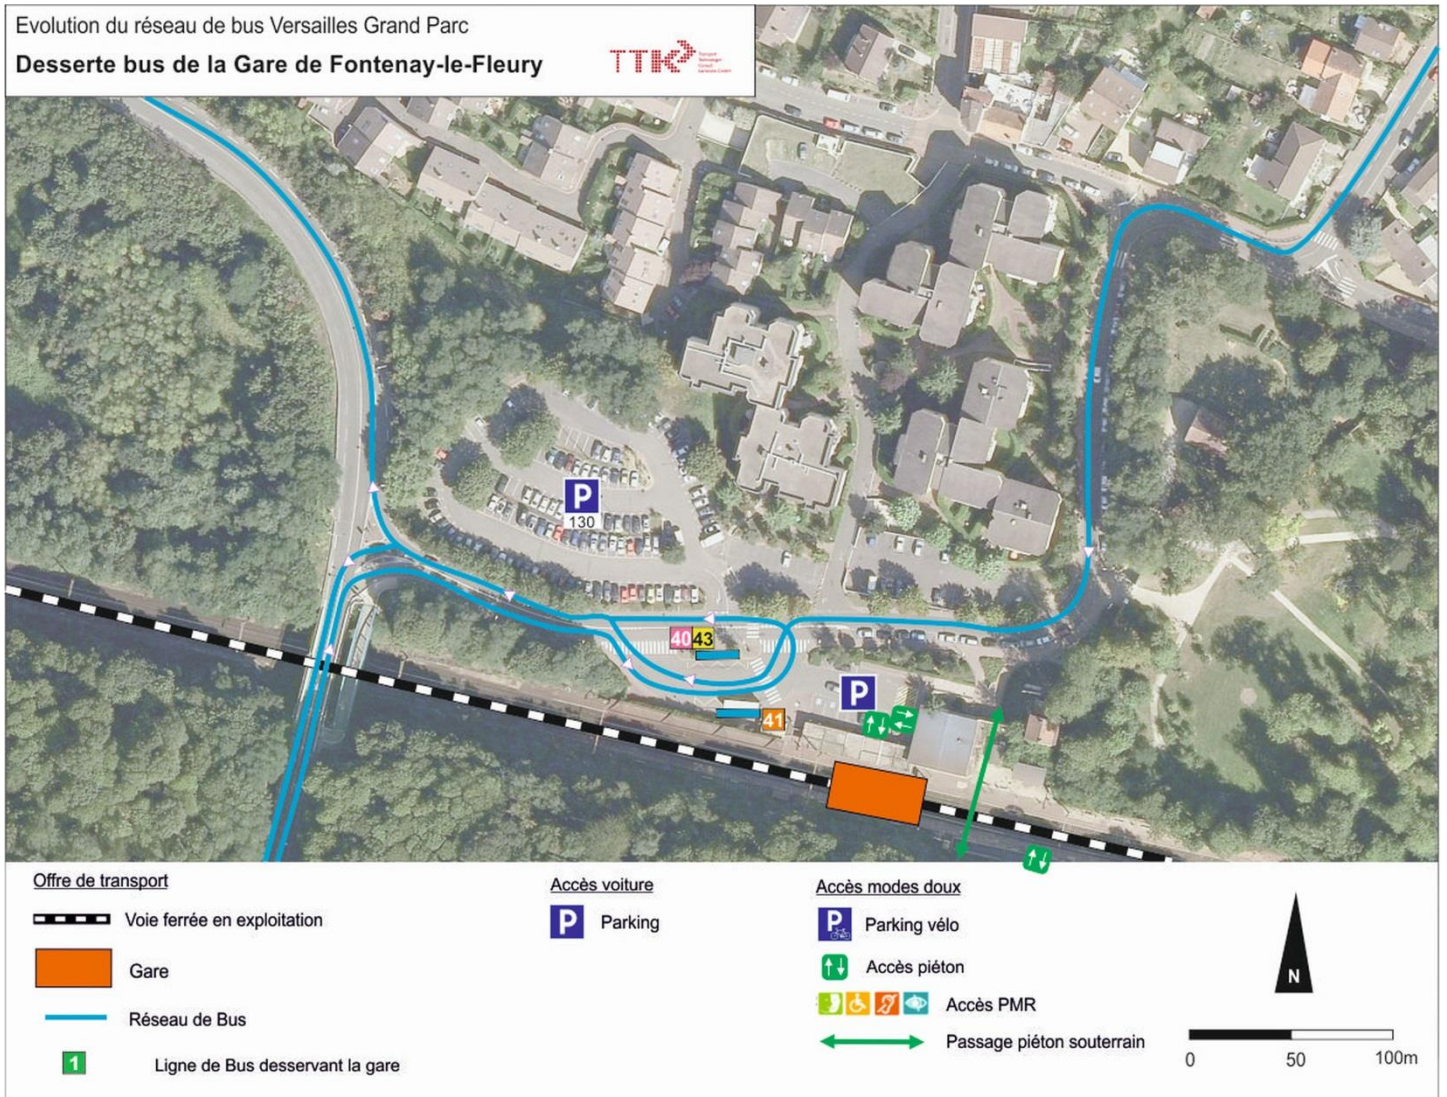 Evolution du réseau de bus Versailles Grand Parc
Desserte bus de la Gare de Fontenay-le-Fleury
TTK
P
130
40 43
P
41
Offre de transport
Voie ferrée en exploitation
Gare
Réseau de Bus
1 Ligne de Bus desservant la gare
Accès voiture
P Parking
Accès modes doux
P Parking vélo
Accès piéton
Accès PMR
Passage piéton souterrain
N
0 50 100m